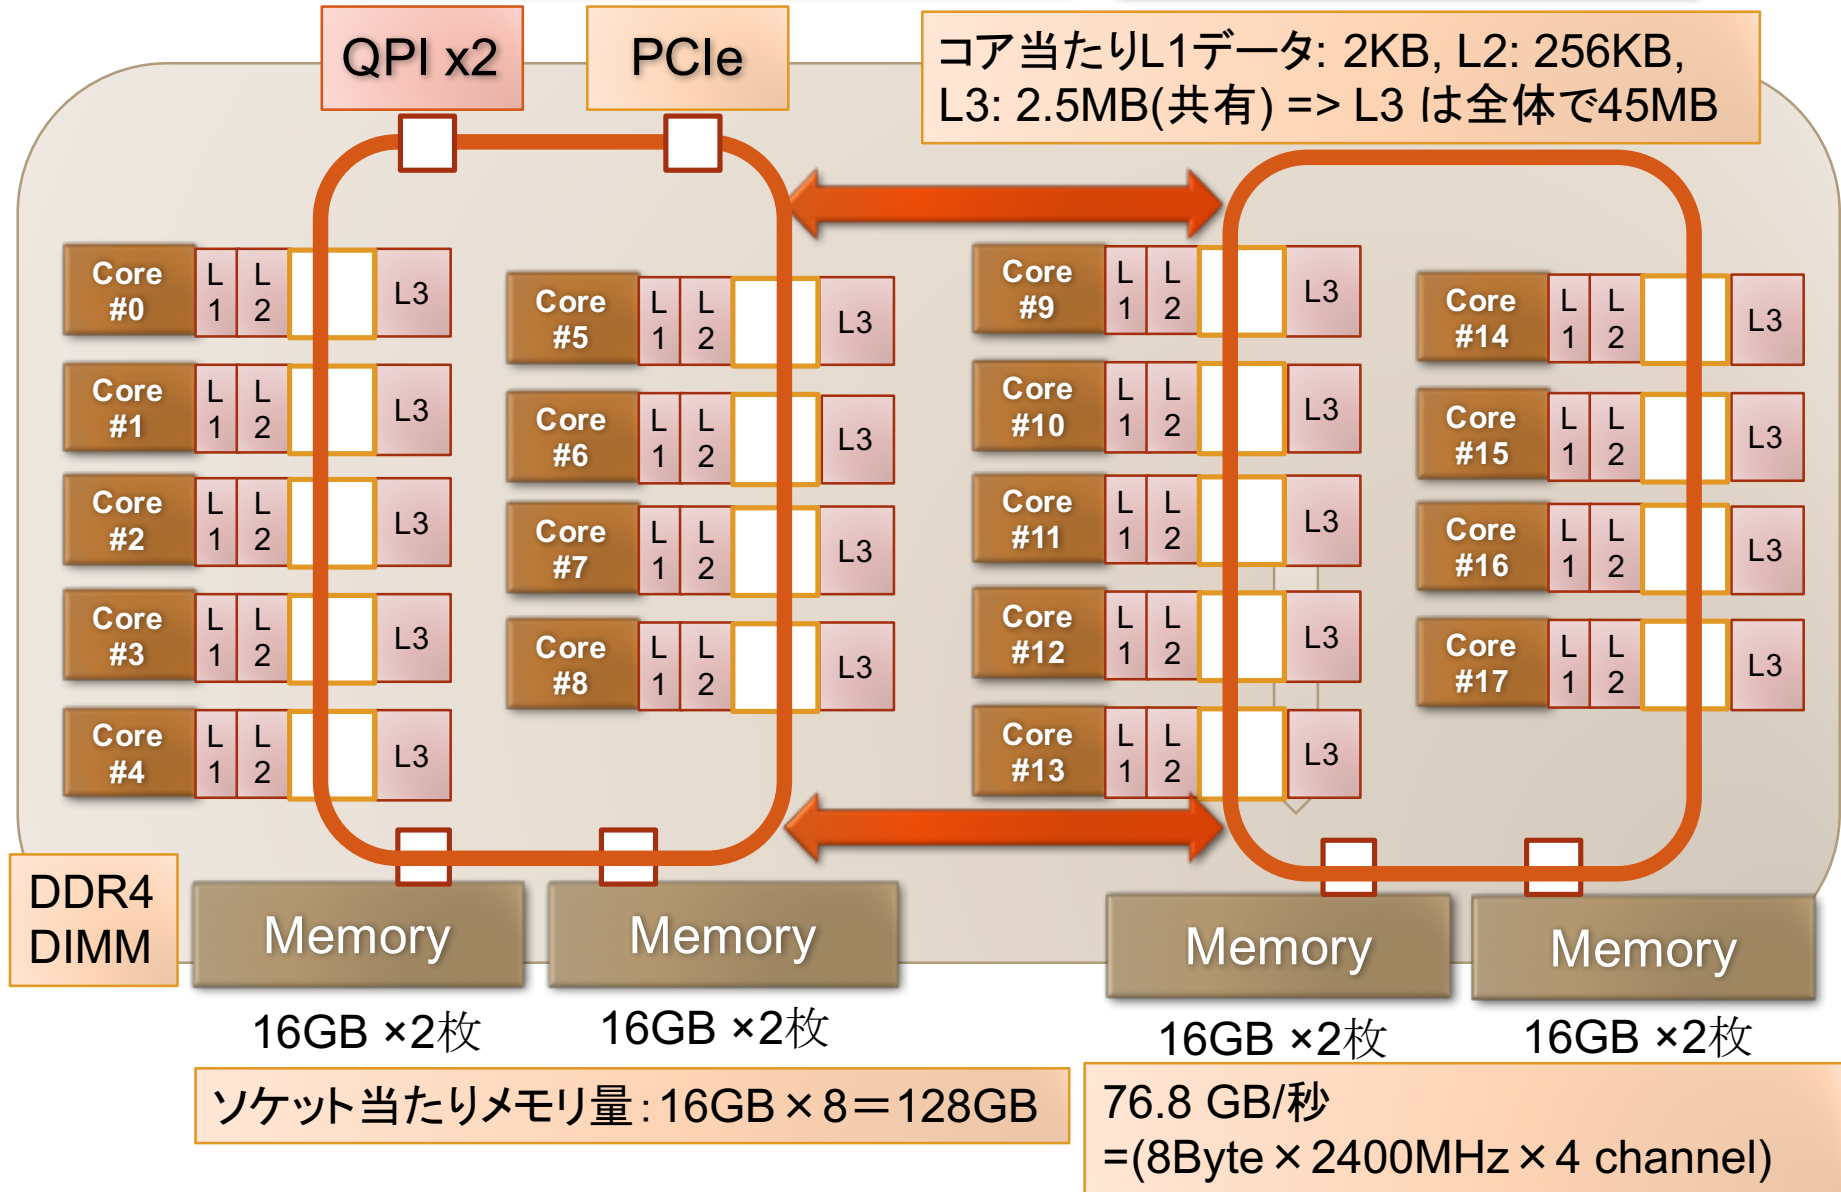 QPI x2
PCIe
コア当たりL1データ: 2KB, L2: 256KB,
L3: 2.5MB(共有) => L3 は全体で45MB
Core
#0
L
1
L
2
L3
Core
#1
L
1
L
2
L3
Core
#2
L
1
L
2
L3
Core
#3
L
1
L
2
L3
Core
#4
L
1
L
2
L3
Core
#5
L
1
L
2
L3
Core
#6
L
1
L
2
L3
Core
#7
L
1
L
2
L3
Core
#8
L
1
L
2
L3
Core
#9
L
1
L
2
L3
Core
#10
L
1
L
2
L3
Core
#11
L
1
L
2
L3
Core
#12
L
1
L
2
L3
Core
#13
L
1
L
2
L3
Core
#14
L
1
L
2
L3
Core
#15
L
1
L
2
L3
Core
#16
L
1
L
2
L3
Core
#17
L
1
L
2
L3
DDR4
DIMM
Memory
Memory
Memory
Memory
16GB ×2枚
16GB ×2枚
16GB ×2枚
16GB ×2枚
ソケット当たりメモリ量：16GB×8＝128GB
76.8 GB/秒
=(8Byte×2400MHz×4 channel)